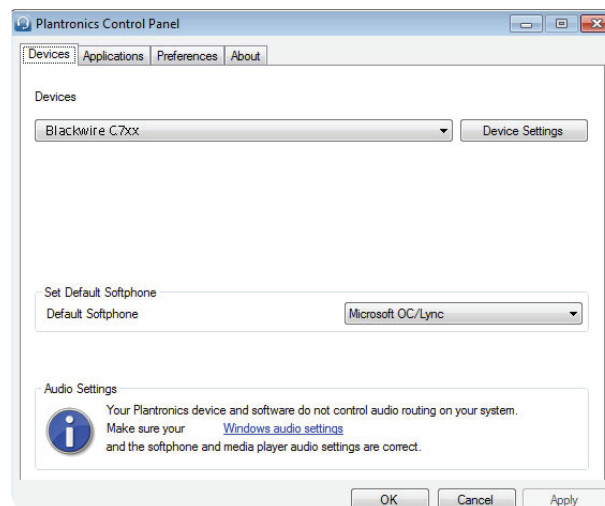 Plantronics Control Panel
Devices Applications Preferences About
Devices
Blackwire C7xx Device Settings
Set Default Softphone
Default Softphone Microsoft OC/Lync
Audio Settings
Your Plantronics device and software do not control audio routing on your system.
Make sure your Windows audio settings
and the softphone and media player audio settings are correct.
OK Cancel Apply